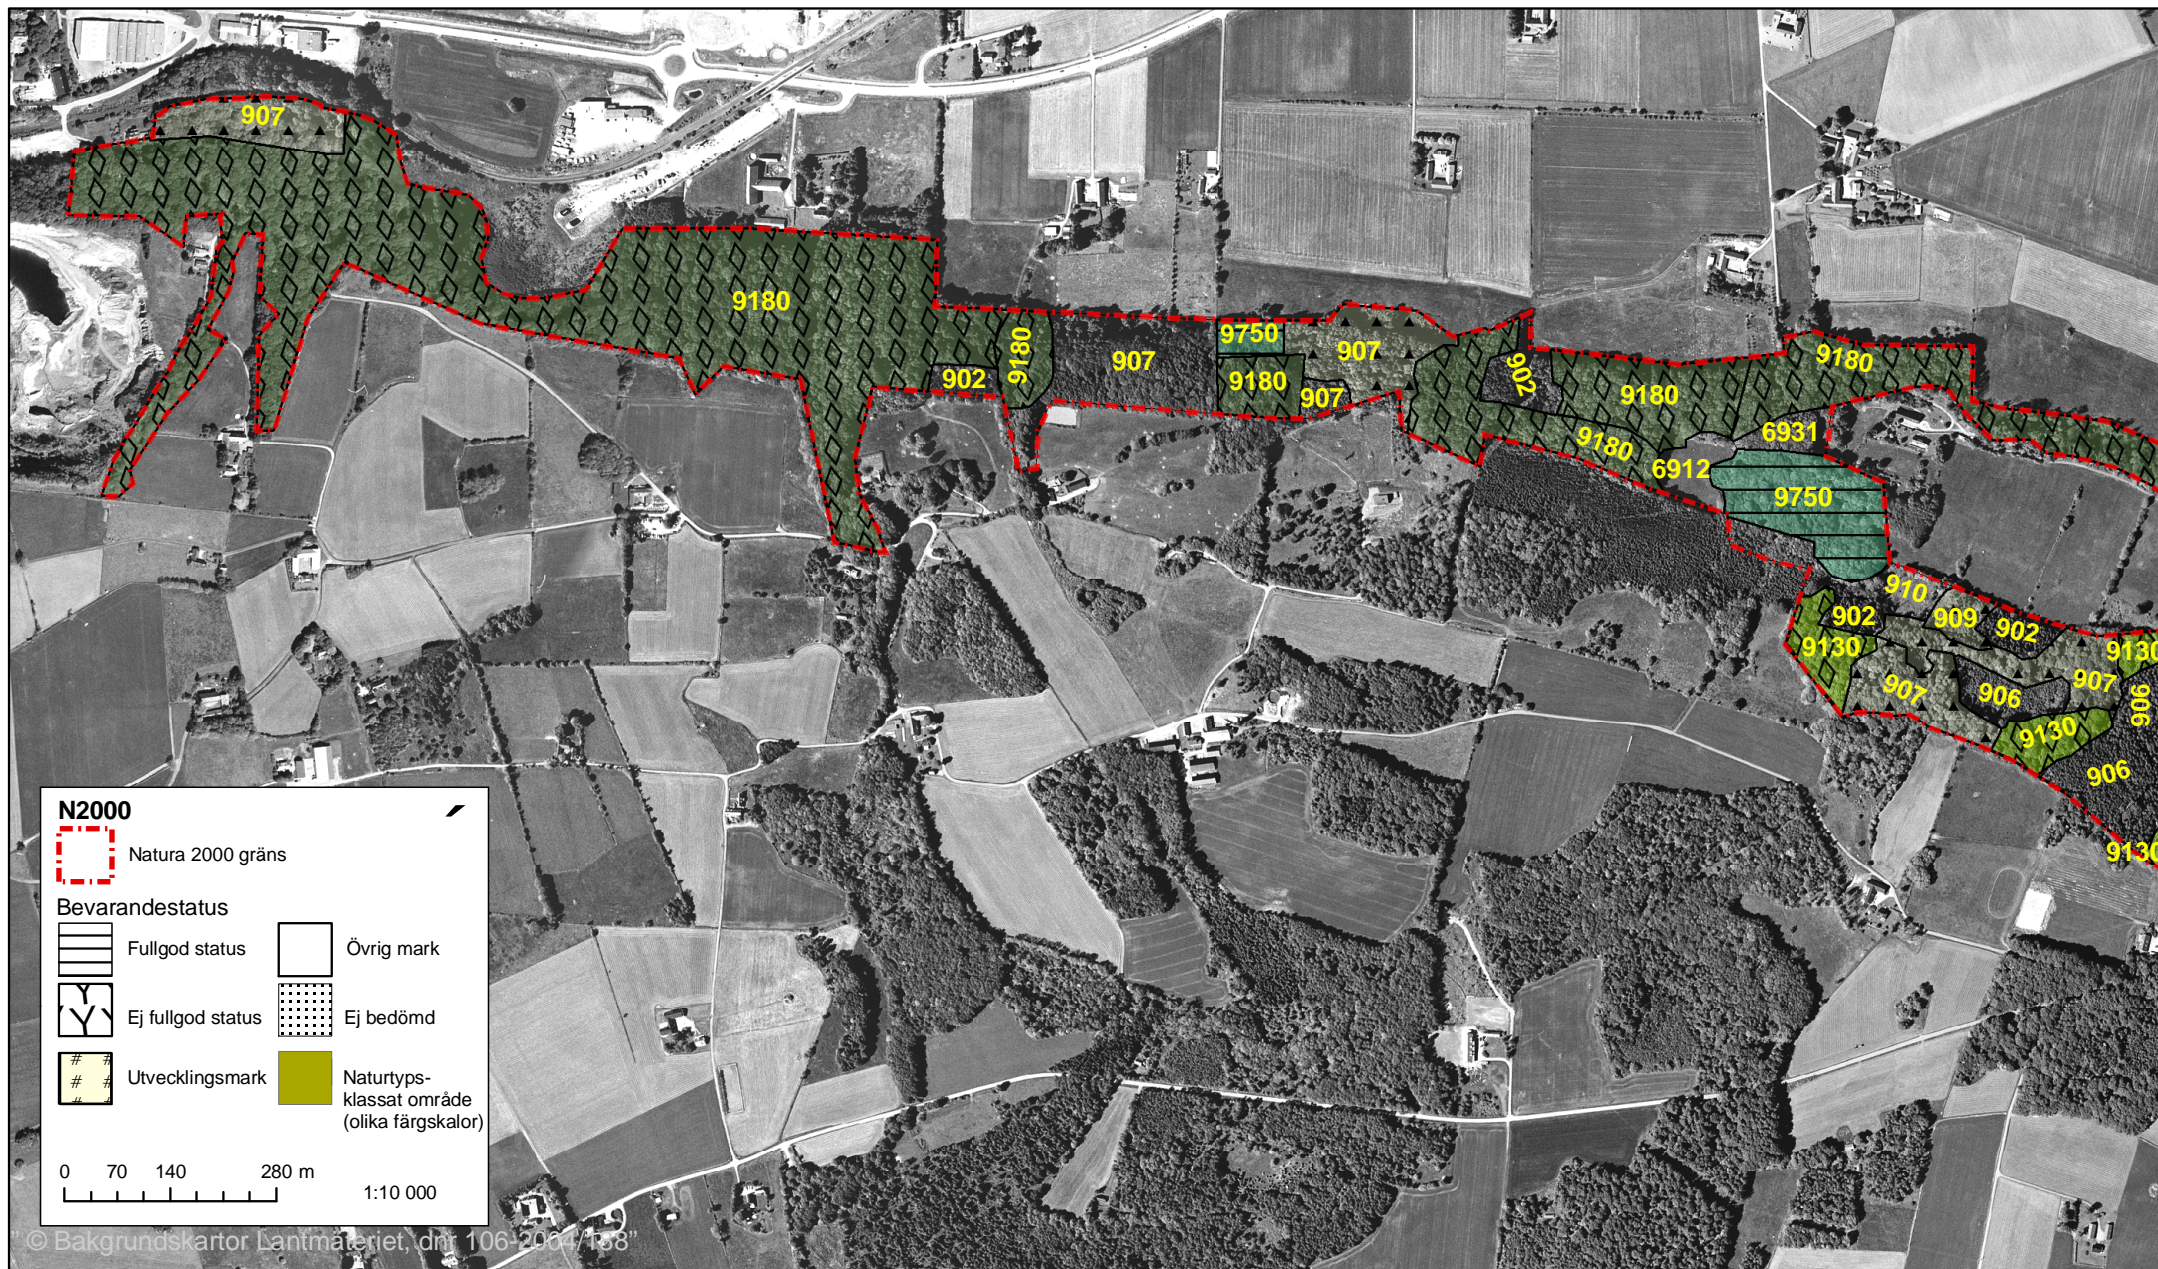 907
9180
9180
902
907
9750
9180
907
907
902
9180
9180
9180
6931
6912
9750
910
902
909
902
9130
9130
907
907
906
906
9130
906
9130
N2000
Natura 2000 gräns
Bevarandestatus
Fullgod status
Övrig mark
Ej fullgod status
Ej bedömd
# #
# #
# #
Utvecklingsmark
Naturtyps-
klassat område
(olika färgskalor)
0 70 140 280 m
1:10 000
" © Bakgrundskartor Lantmäteriet, dnr 106-2004/188"